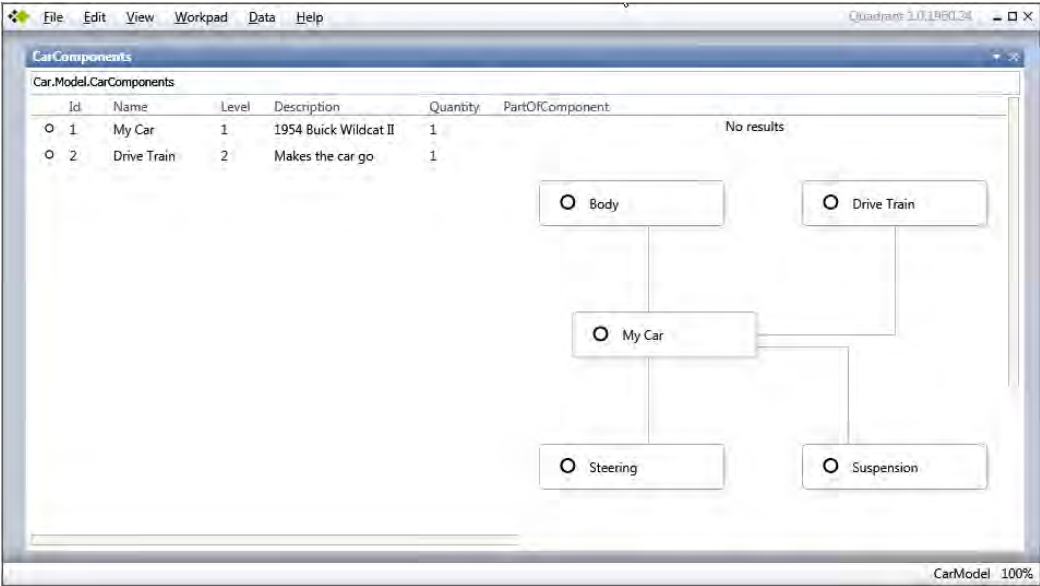 File Edit View Workpad Data Help Quadrant 1.0.1960.24
CarComponents
Car.Model.CarComponents
Id Name Level Description Quantity PartOfComponent
1 My Car 1 1954 Buick Wildcat II 1 No results
2 Drive Train 2 Makes the car go 1
Body Drive Train
My Car
Steering Suspension
CarModel 100%